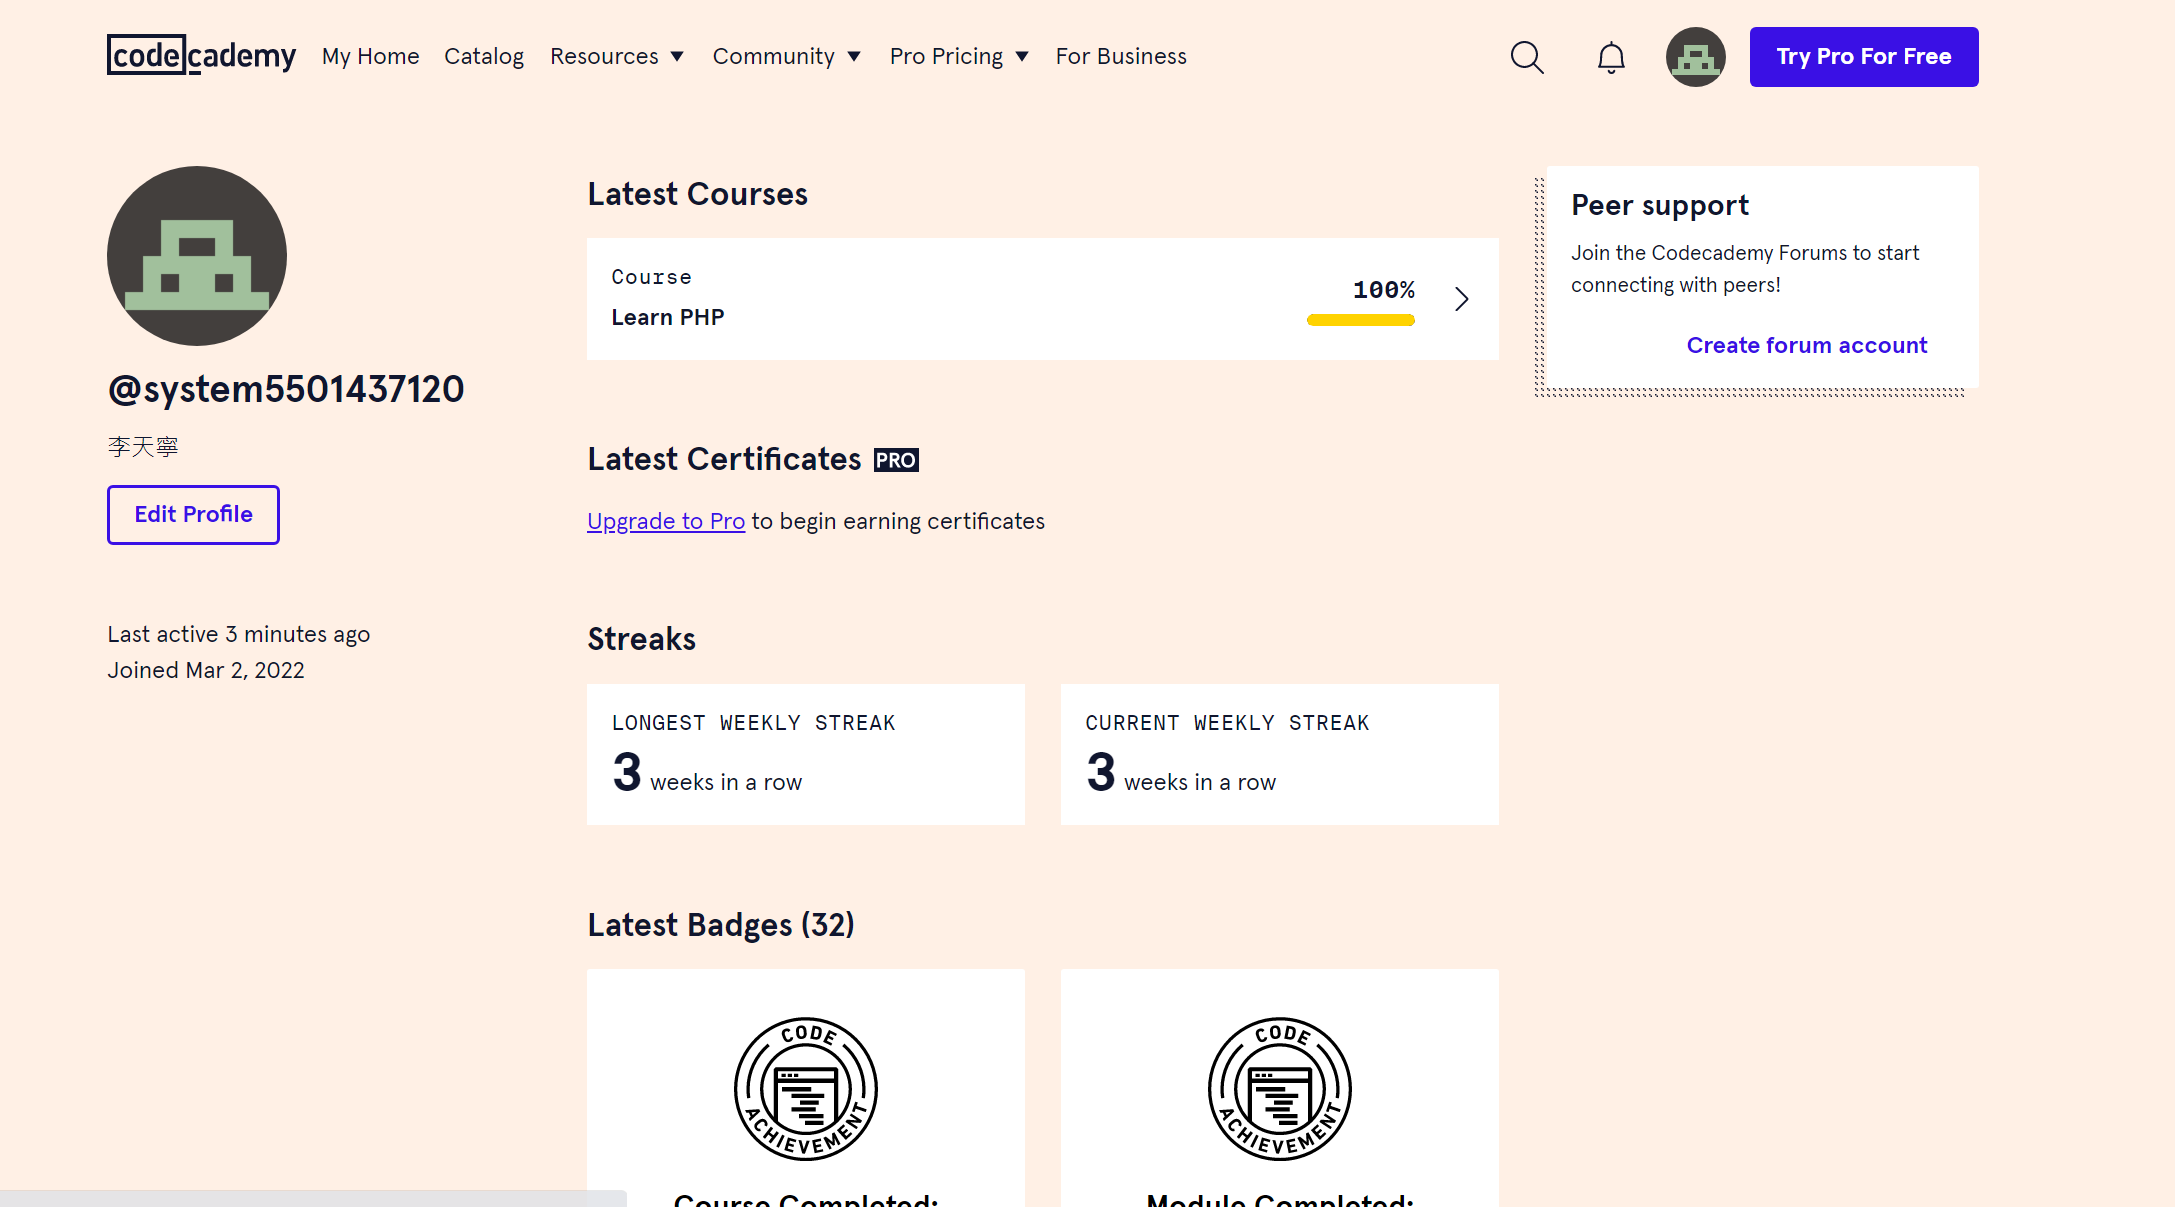 codecademy My Home Catalog Resources Community Pro Pricing For Business Try Pro For Free
@system5501437120
李天寧
Edit Profile
Last active 3 minutes ago
Joined Mar 2, 2022
Latest Courses
Course
Learn PHP
100%
Latest Certificates PRO
Upgrade to Pro to begin earning certificates
Streaks
LONGEST WEEKLY STREAK
3 weeks in a row
CURRENT WEEKLY STREAK
3 weeks in a row
Latest Badges (32)
CODE ACHIEVEMENT
Course Completed:
CODE ACHIEVEMENT
Module Completed:
Peer support
Join the Codecademy Forums to start
connecting with peers!
Create forum account